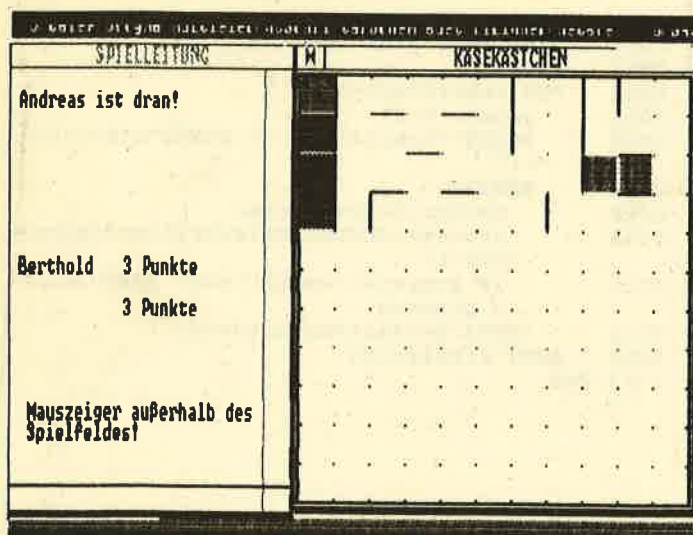 SPIELLEITUNG
KÄSEKÄSTCHEN
Andreas ist dran!
Berthold 3 Punkte
3 Punkte
Mauszeiger außerhalb des
Spielfeldes!